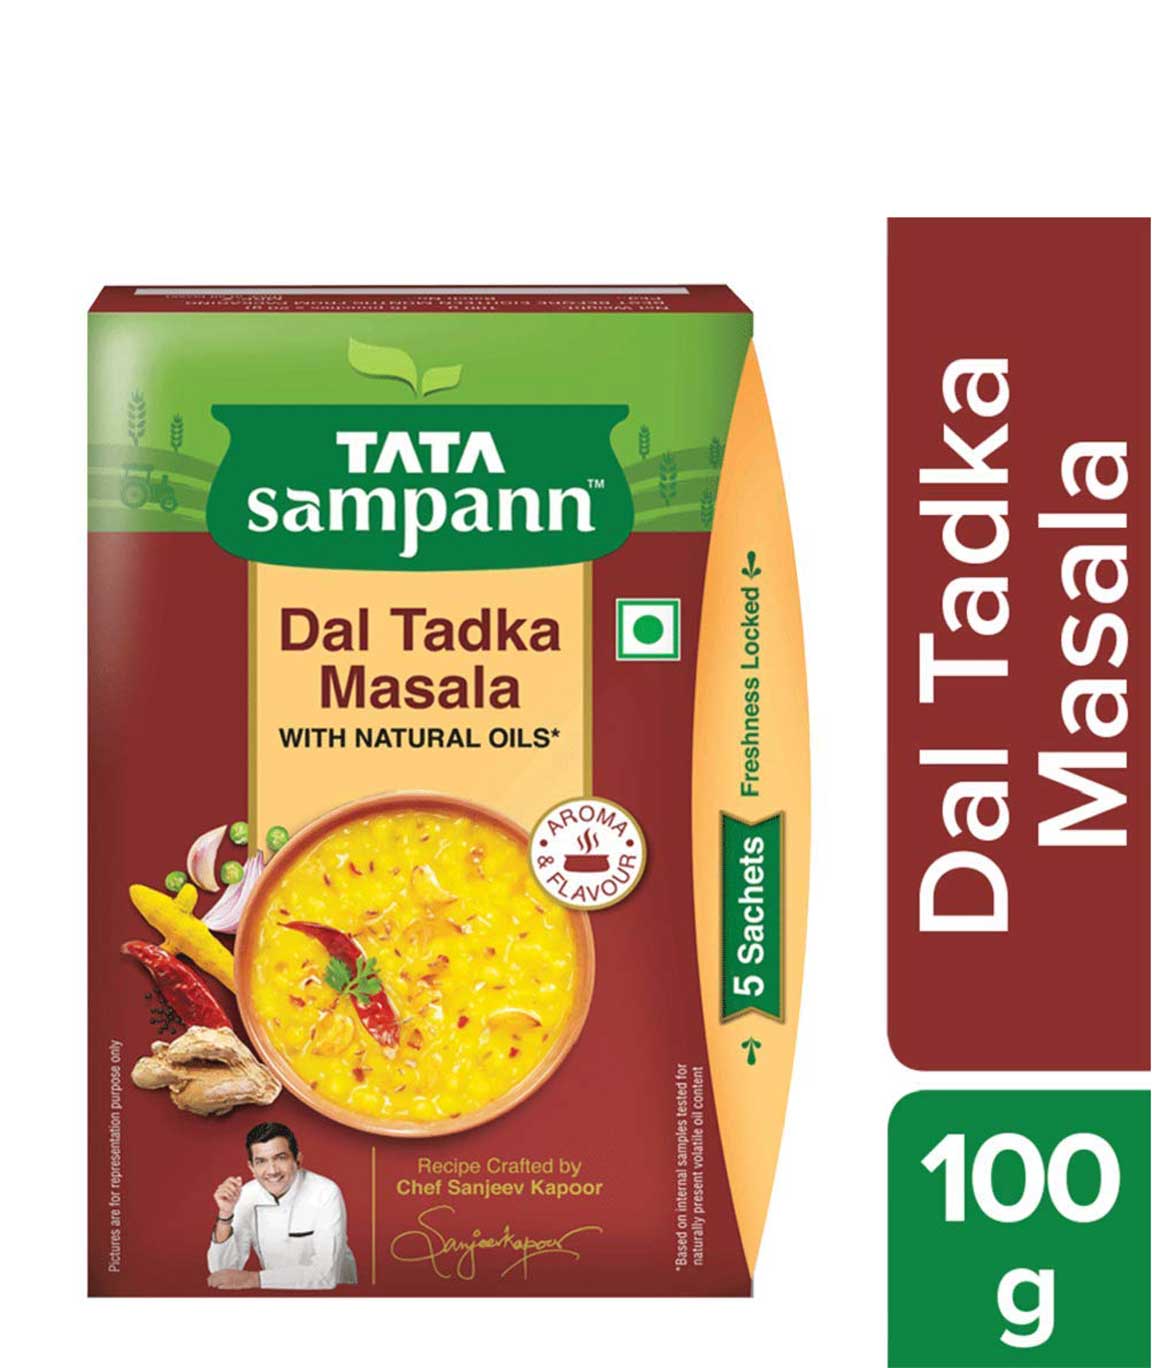 TATA
sampann™
Dal Tadka
Masala
WITH NATURAL OILS*
AROMA
& FLAVOUR
Freshness Locked
5 Sachets
Pictures are for representation purpose only
Recipe Crafted by
Chef Sanjeev Kapoor
Sanjeev Kapoor
*Based on internal samples tested for
naturally present volatile oil content
Dal Tadka
Masala
100
g